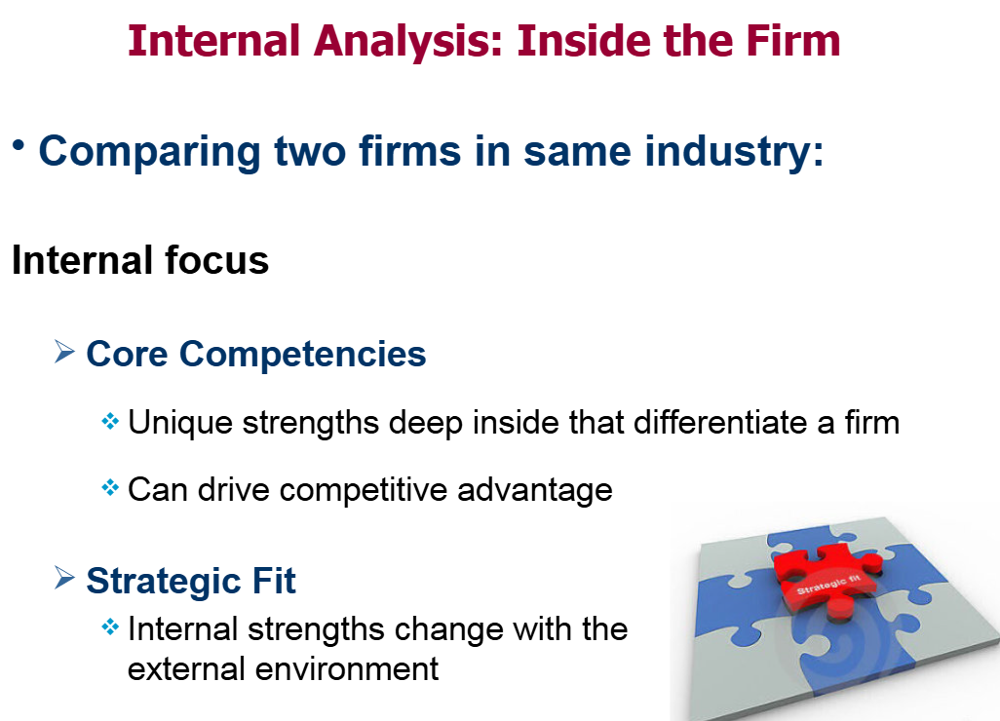 Internal Analysis: Inside the Firm
• Comparing two firms in same industry:
Internal focus
➢ Core Competencies
❖ Unique strengths deep inside that differentiate a firm
❖ Can drive competitive advantage
➢ Strategic Fit
❖ Internal strengths change with the
external environment
Strategic fit